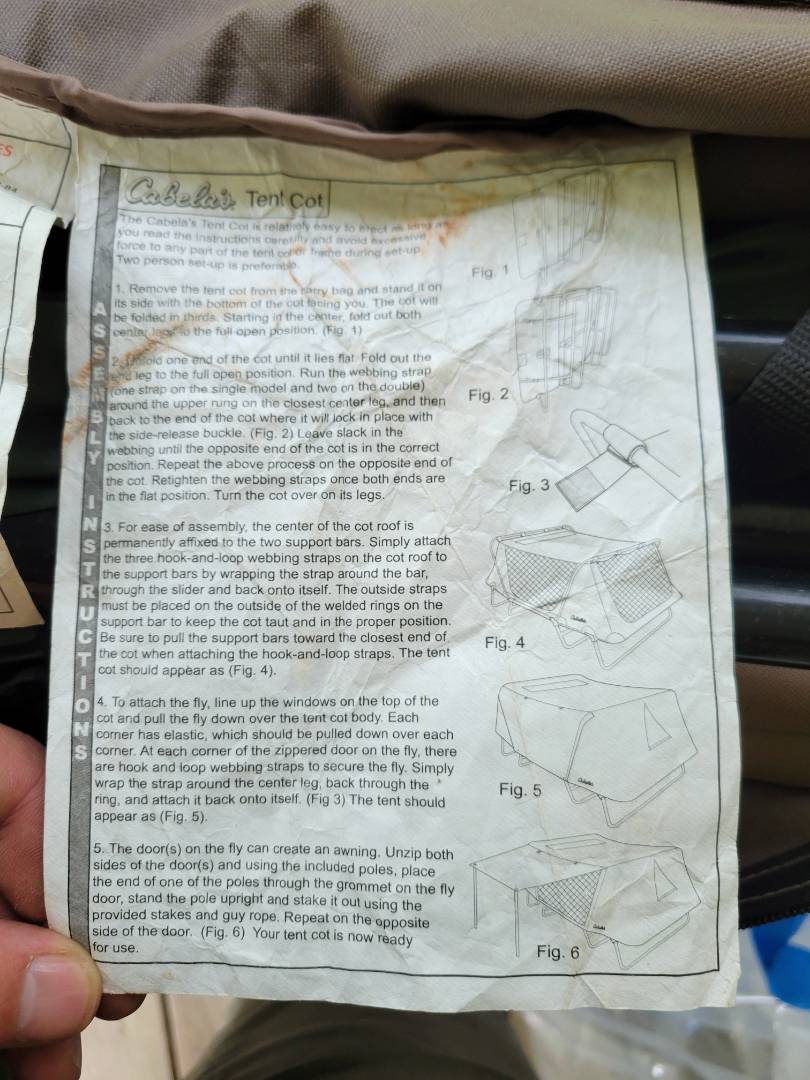 ES
Cabela's Tent Cot
The Cabela's Tent Cot is relatively easy to erect as long as
you read the instructions carefully and avoid excessive
force to any part of the tent cot or frame during set-up.
Two person set-up is preferable.
1. Remove the tent cot from the carry bag and stand it on
its side with the bottom of the cot facing you. The cot will
be folded in thirds. Starting in the center, fold out both
center legs to the full open position. (Fig. 1)
2. Unfold one end of the cot until it lies flat. Fold out the
end leg to the full open position. Run the webbing strap
(one strap on the single model and two on the double)
around the upper rung on the closest center leg, and then
back to the end of the cot where it will lock in place with
the side-release buckle. (Fig. 2) Leave slack in the
webbing until the opposite end of the cot is in the correct
position. Repeat the above process on the opposite end of
the cot. Retighten the webbing straps once both ends are
in the flat position. Turn the cot over on its legs.
3. For ease of assembly, the center of the cot roof is
permanently affixed to the two support bars. Simply attach
the three hook-and-loop webbing straps on the cot roof to
the support bars by wrapping the strap around the bar,
through the slider and back onto itself. The outside straps
must be placed on the outside of the welded rings on the
support bar to keep the cot taut and in the proper position.
Be sure to pull the support bars toward the closest end of
the cot when attaching the hook-and-loop straps. The tent
cot should appear as (Fig. 4).
4. To attach the fly, line up the windows on the top of the
cot and pull the fly down over the tent cot body. Each
corner has elastic, which should be pulled down over each
corner. At each corner of the zippered door on the fly, there
are hook and loop webbing straps to secure the fly. Simply
wrap the strap around the center leg, back through the
ring, and attach it back onto itself. (Fig 3) The tent should
appear as (Fig. 5).
5. The door(s) on the fly can create an awning. Unzip both
sides of the door(s) and using the included poles, place
the end of one of the poles through the grommet on the fly
door, stand the pole upright and stake it out using the
provided stakes and guy rope. Repeat on the opposite
side of the door. (Fig. 6) Your tent cot is now ready
for use.
ASSEMBLY INSTRUCTIONS
Fig. 1
Fig. 2
Fig. 3
Cabela's
Fig. 4
Cabela's
Fig. 5
Cabela's
Fig. 6